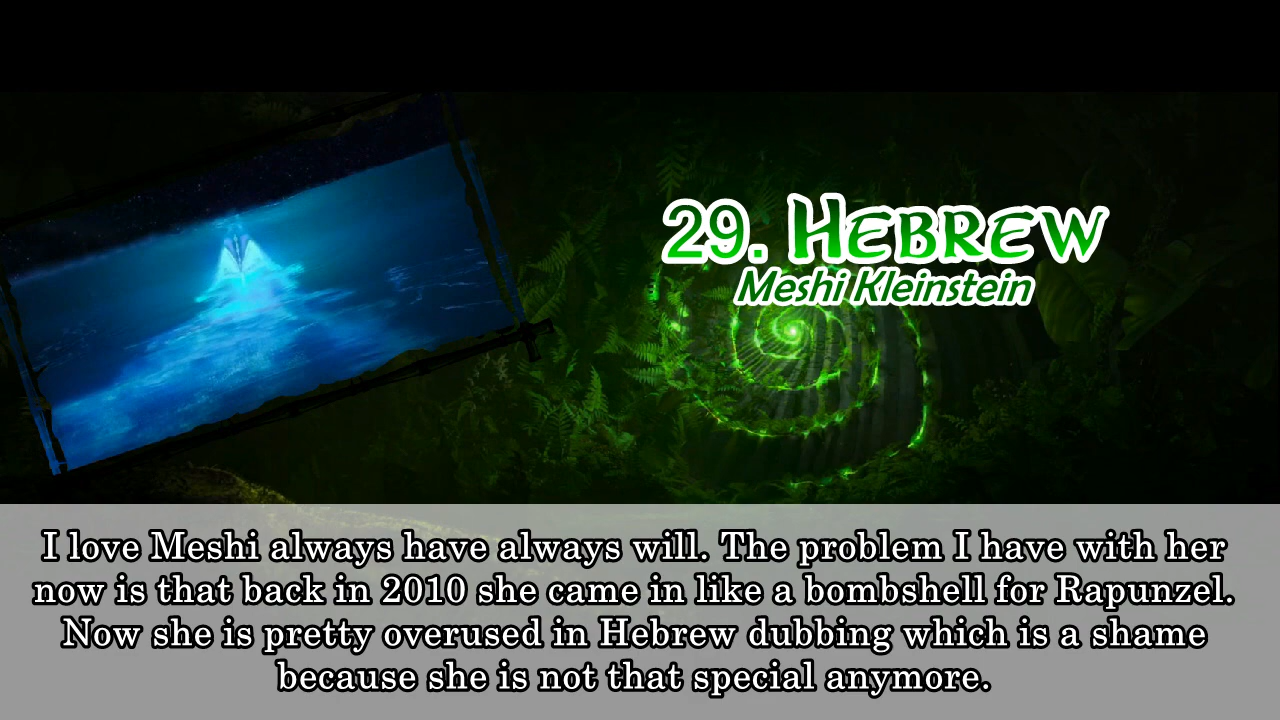 29. HEBREW
Meshi Kleinstein
I love Meshi always have always will. The problem I have with her
now is that back in 2010 she came in like a bombshell for Rapunzel.
Now she is pretty overused in Hebrew dubbing which is a shame
because she is not that special anymore.